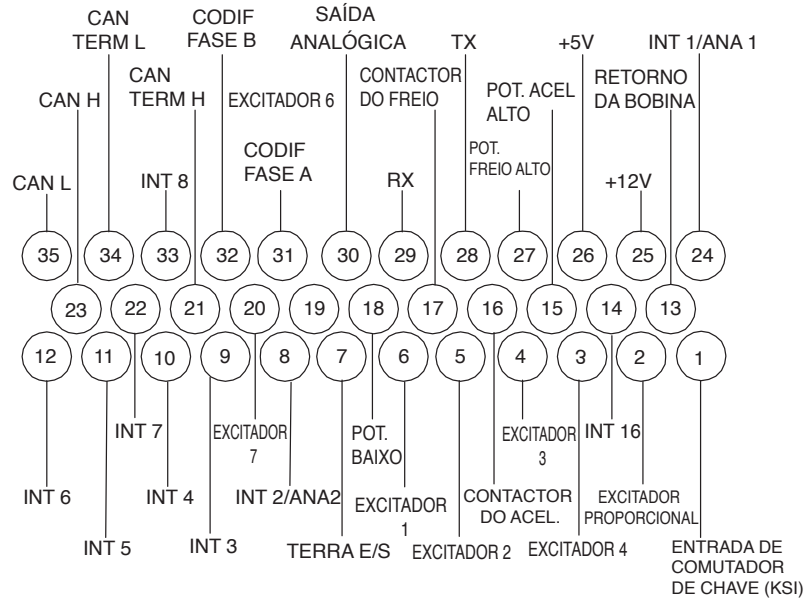 CAN
TERM L
CODIF
FASE B
SAÍDA
ANALÓGICA
TX
+5V
INT 1/ANA 1
CAN H
CAN
TERM H
EXCITADOR 6
CONTACTOR
DO FREIO
POT. ACEL
ALTO
RETORNO
DA BOBINA
CAN L
INT 8
CODIF
FASE A
RX
POT.
FREIO ALTO
+12V
35 34 33 32 31 30 29 28 27 26 25 24
23 22 21 20 19 18 17 16 15 14 13
12 11 10 9 8 7 6 5 4 3 2 1
INT 7
EXCITADOR
7
POT.
BAIXO
EXCITADOR
3
INT 16
INT 6
INT 4
INT 2/ANA2
EXCITADOR
1
CONTACTOR
DO ACEL.
EXCITADOR
PROPORCIONAL
INT 5
INT 3
TERRA E/S
EXCITADOR 2
EXCITADOR 4
ENTRADA DE
COMUTADOR
DE CHAVE (KSI)